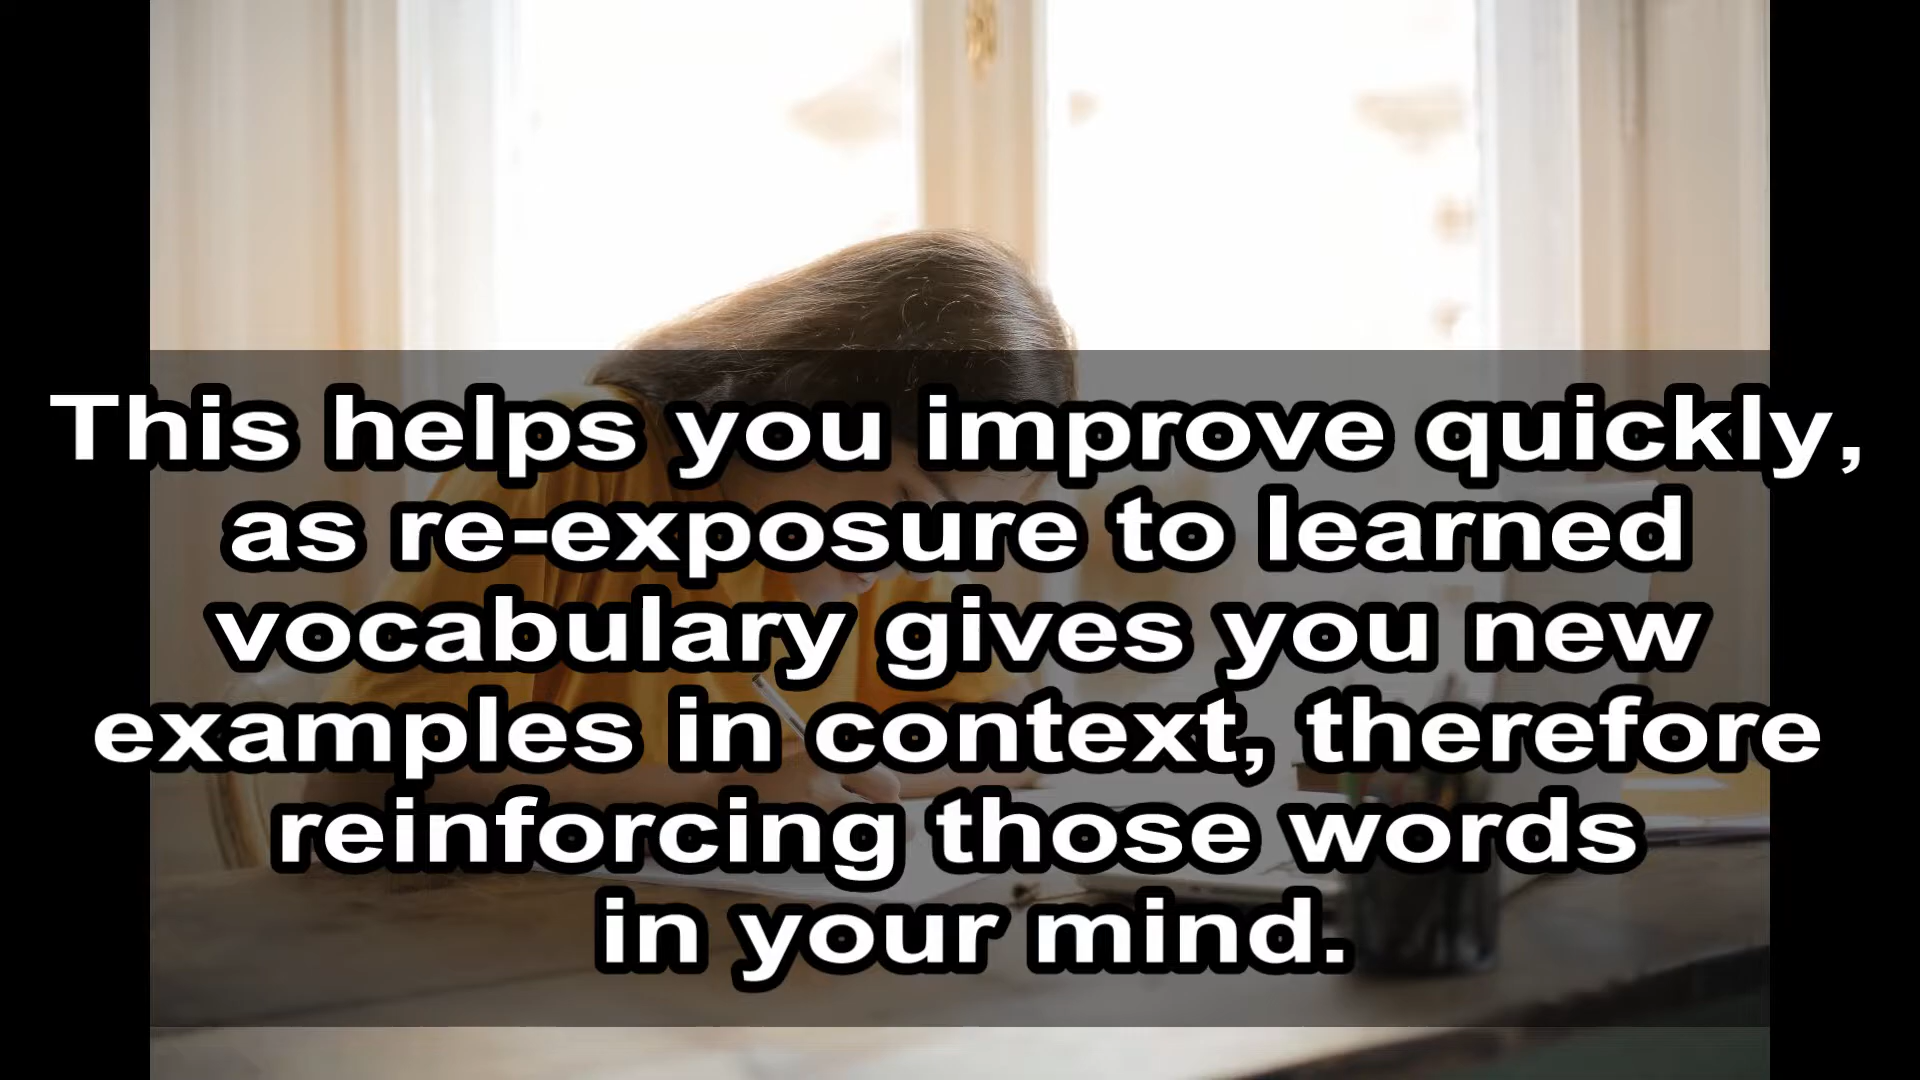 This helps you improve quickly,
as re-exposure to learned
vocabulary gives you new
examples in context, therefore
reinforcing those words
in your mind.